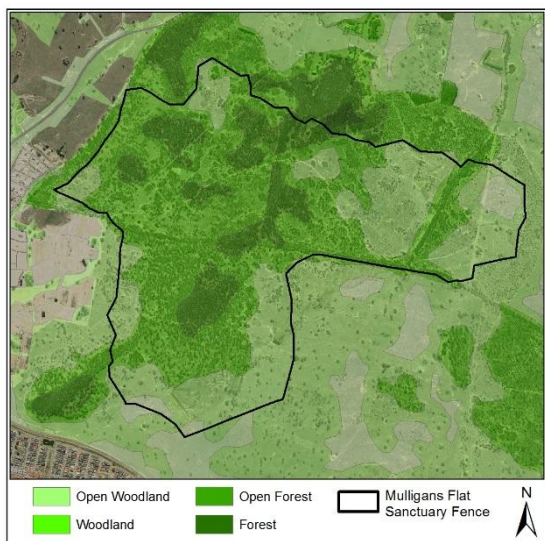 Open Woodland
Woodland
Open Forest
Forest
Mulligans Flat
Sanctuary Fence
N